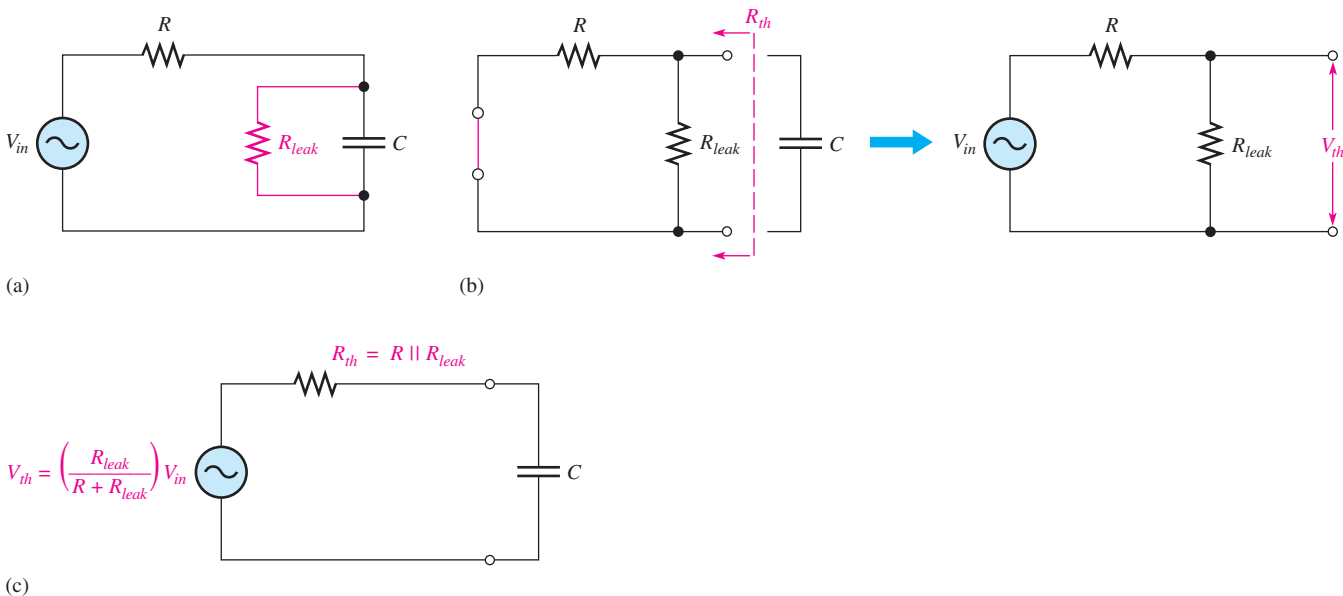 R
V_in
R_leak
C
(a)
R
R_th
R_leak
C
(b)
R
V_in
R_leak
V_th
R_th = R || R_leak
V_th = (R_leak / R + R_leak) V_in
C
(c)